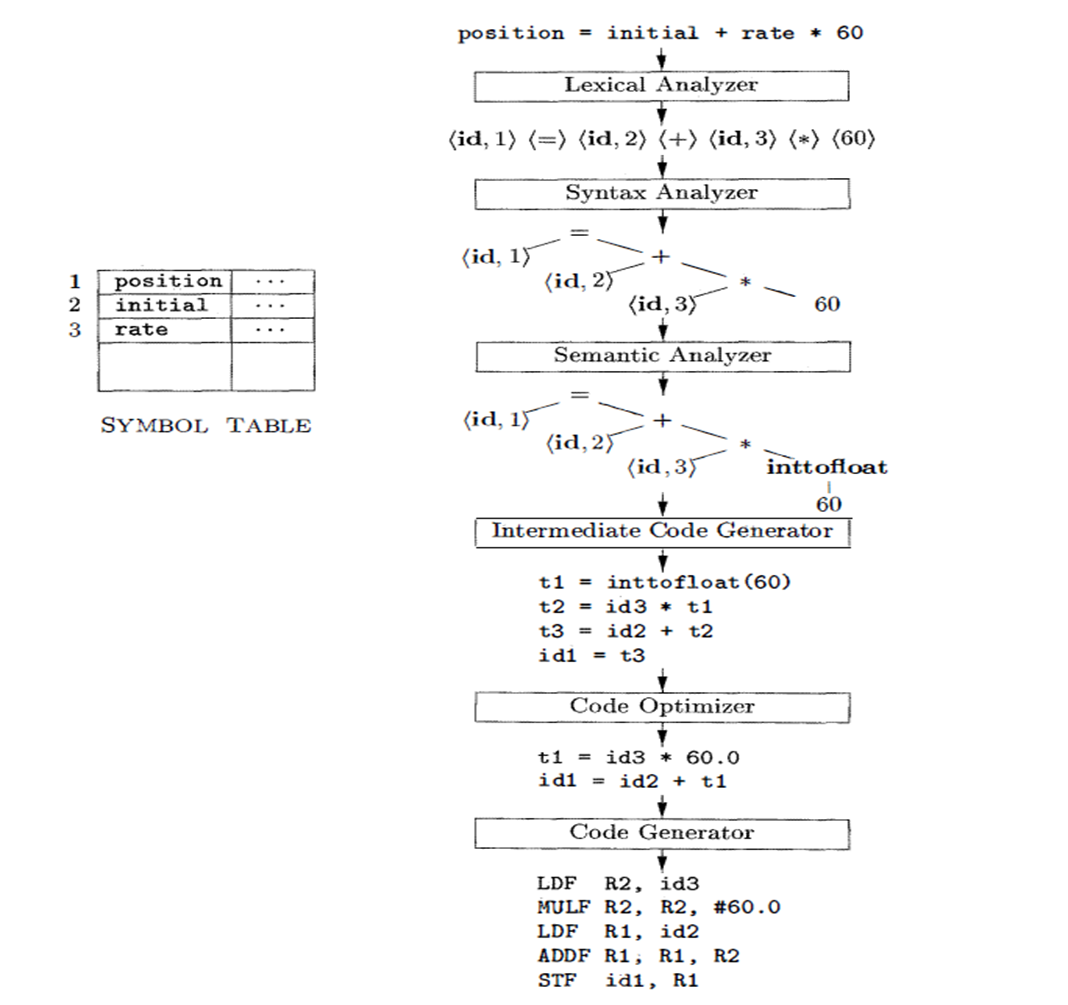 position = initial + rate * 60
Lexical Analyzer
⟨id, 1⟩ ⟨=⟩ ⟨id, 2⟩ ⟨+⟩ ⟨id, 3⟩ ⟨*⟩ ⟨60⟩
Syntax Analyzer
=
⟨id, 1⟩ +
⟨id, 2⟩ *
⟨id, 3⟩ 60
1 position ...
2 initial ...
3 rate ...
SYMBOL TABLE
Semantic Analyzer
=
⟨id, 1⟩ +
⟨id, 2⟩ *
⟨id, 3⟩ inttofloat
60
Intermediate Code Generator
t1 = inttofloat(60)
t2 = id3 * t1
t3 = id2 + t2
id1 = t3
Code Optimizer
t1 = id3 * 60.0
id1 = id2 + t1
Code Generator
LDF R2, id3
MULF R2, R2, #60.0
LDF R1, id2
ADDF R1, R1, R2
STF id1, R1